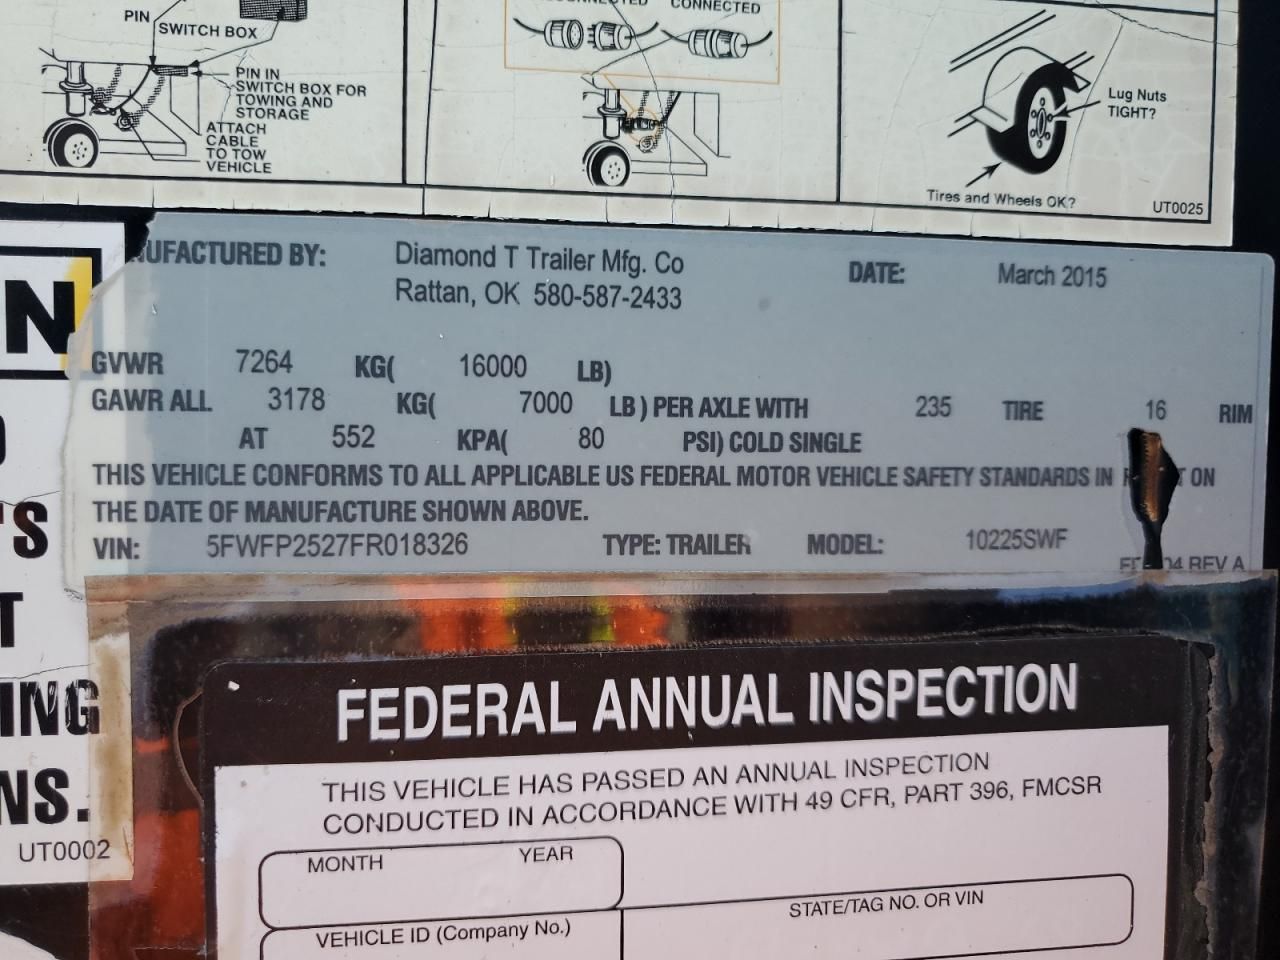 PIN
SWITCH BOX
PIN IN
SWITCH BOX FOR
TOWING AND
STORAGE
ATTACH
CABLE
TO TOW
VEHICLE
CONNECTED
Lug Nuts
TIGHT?
Tires and Wheels OK?
UT0025
UFACTURED BY: Diamond T Trailer Mfg. Co DATE: March 2015
Rattan, OK 580-587-2433
GVWR 7264 KG( 16000 LB)
GAWR ALL 3178 KG( 7000 LB ) PER AXLE WITH 235 TIRE 16 RIM
AT 552 KPA( 80 PSI) COLD SINGLE
THIS VEHICLE CONFORMS TO ALL APPLICABLE US FEDERAL MOTOR VEHICLE SAFETY STANDARDS IN ON
THE DATE OF MANUFACTURE SHOWN ABOVE.
VIN: 5FWFP2527FR018326 TYPE: TRAILER MODEL: 10225SWF
04 REV A
N
'S
T
ING
NS.
UT0002
FEDERAL ANNUAL INSPECTION
THIS VEHICLE HAS PASSED AN ANNUAL INSPECTION
CONDUCTED IN ACCORDANCE WITH 49 CFR, PART 396, FMCSR
MONTH YEAR
STATE/TAG NO. OR VIN
VEHICLE ID (Company No.)